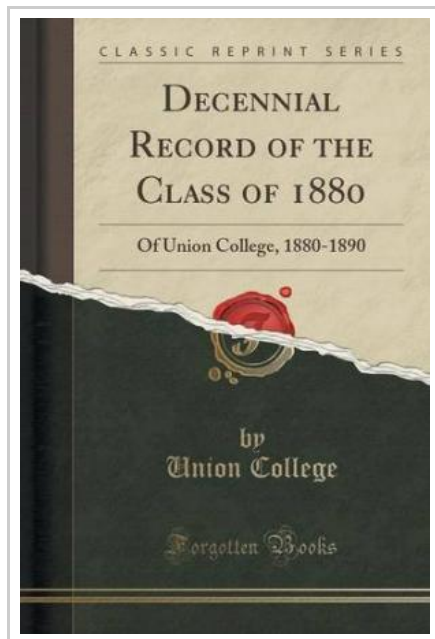 CLASSIC REPRINT SERIES
DECENNIAL
RECORD OF THE
CLASS OF 1880
Of Union College, 1880-1890
by
Union College
Forgotten Books